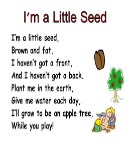 I'm a Little Seed
I'm a little seed,
Brown and fat,
I haven't got a front,
And I haven't got a back.
Plant me in the earth,
Give me water each day,
I'll grow to be an apple tree,
While you play!